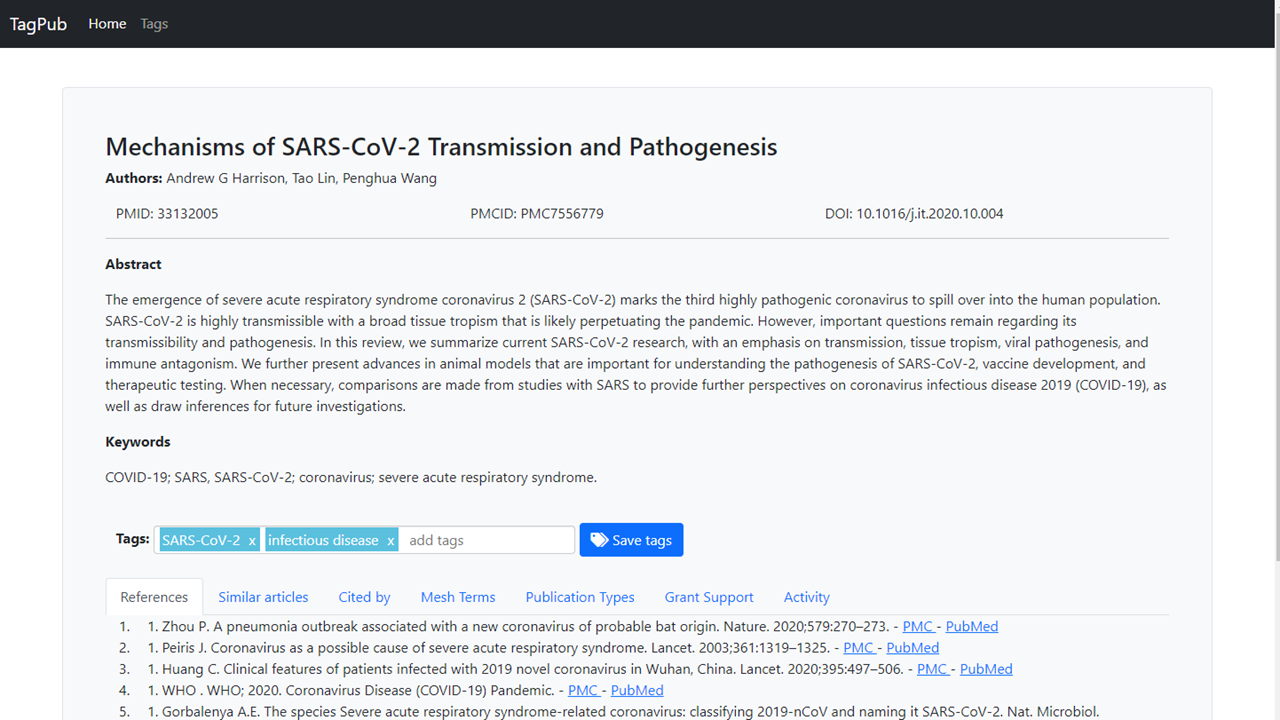 TagPub Home Tags
Mechanisms of SARS-CoV-2 Transmission and Pathogenesis
Authors: Andrew G Harrison, Tao Lin, Penghua Wang
PMID: 33132005 PMCID: PMC7556779 DOI: 10.1016/j.it.2020.10.004
Abstract
The emergence of severe acute respiratory syndrome coronavirus 2 (SARS-CoV-2) marks the third highly pathogenic coronavirus to spill over into the human population.
SARS-CoV-2 is highly transmissible with a broad tissue tropism that is likely perpetuating the pandemic. However, important questions remain regarding its
transmissibility and pathogenesis. In this review, we summarize current SARS-CoV-2 research, with an emphasis on transmission, tissue tropism, viral pathogenesis, and
immune antagonism. We further present advances in animal models that are important for understanding the pathogenesis of SARS-CoV-2, vaccine development, and
therapeutic testing. When necessary, comparisons are made from studies with SARS to provide further perspectives on coronavirus infectious disease 2019 (COVID-19), as
well as draw inferences for future investigations.
Keywords
COVID-19; SARS, SARS-CoV-2; coronavirus; severe acute respiratory syndrome.
Tags: SARS-CoV-2 x infectious disease x add tags Save tags
References Similar articles Cited by Mesh Terms Publication Types Grant Support Activity
1. 1. Zhou P. A pneumonia outbreak associated with a new coronavirus of probable bat origin. Nature. 2020;579:270–273. - PMC - PubMed
2. 1. Peiris J. Coronavirus as a possible cause of severe acute respiratory syndrome. Lancet. 2003;361:1319–1325. - PMC - PubMed
3. 1. Huang C. Clinical features of patients infected with 2019 novel coronavirus in Wuhan, China. Lancet. 2020;395:497–506. - PMC - PubMed
4. 1. WHO . WHO; 2020. Coronavirus Disease (COVID-19) Pandemic. - PMC - PubMed
5. 1. Gorbalenya A.E. The species Severe acute respiratory syndrome-related coronavirus: classifying 2019-nCoV and naming it SARS-CoV-2. Nat. Microbiol.